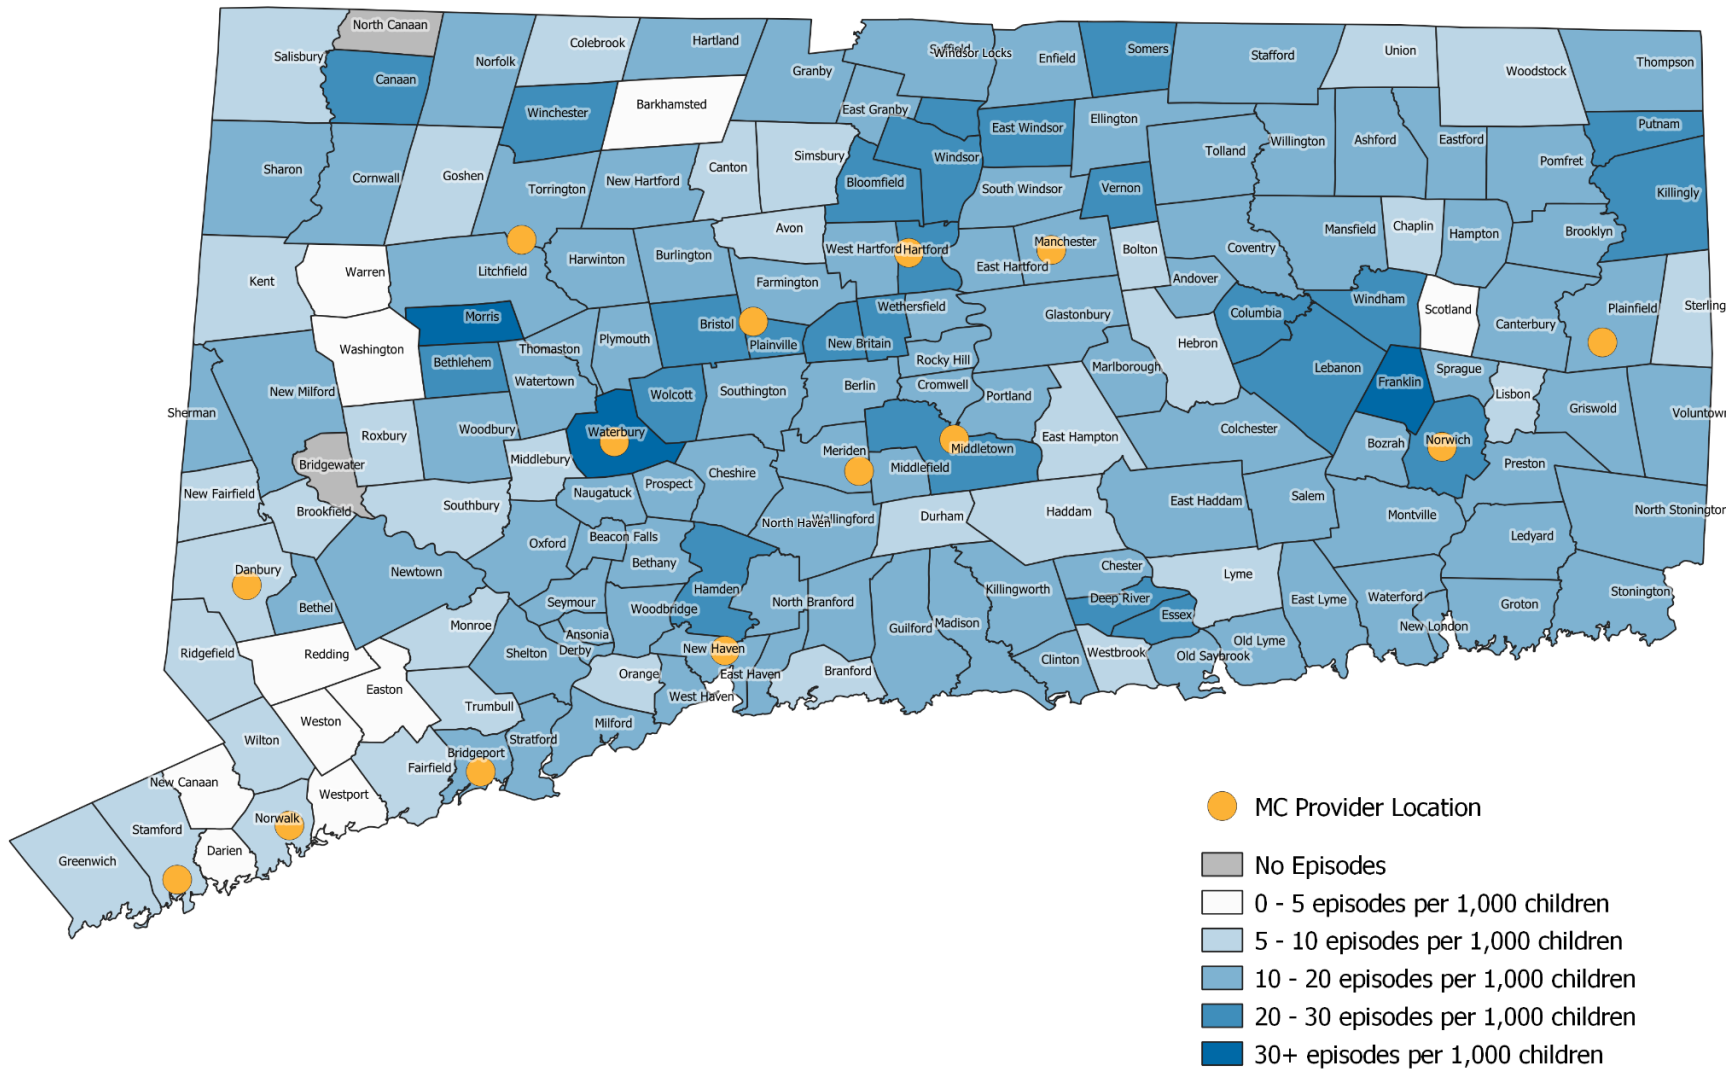 North Canaan
Colebrook
Hartland
Salisbury
Norfolk
Canaan
Granby
Suffield
Windsor Locks
Enfield
Somers
Stafford
Union
Woodstock
Thompson
Winchester
Barkhamsted
East Granby
East Windsor
Ellington
Putnam
Sharon
Cornwall
Goshen
Torrington
New Hartford
Canton
Simsbury
Bloomfield
Windsor
South Windsor
Vernon
Tolland
Willington
Ashford
Eastford
Pomfret
Killingly
Kent
Warren
Litchfield
Harwinton
Burlington
Avon
Farmington
West Hartford
Hartford
East Hartford
Manchester
Bolton
Andover
Coventry
Mansfield
Chaplin
Hampton
Brooklyn
Morris
Bristol
Plainville
New Britain
Wethersfield
Glastonbury
Hebron
Columbia
Windham
Scotland
Canterbury
Plainfield
Sterling
Washington
Bethlehem
Thomaston
Watertown
Plymouth
Wolcott
Southington
Berlin
Rocky Hill
Cromwell
Portland
Marlborough
Lebanon
Franklin
Sprague
Lisbon
Griswold
Voluntown
Sherman
New Milford
Roxbury
Woodbury
Waterbury
Middlebury
Cheshire
Meriden
Middlefield
Middletown
East Hampton
Colchester
Bozrah
Norwich
Preston
Bridgewater
New Fairfield
Brookfield
Southbury
Naugatuck
Prospect
North Haven
Wallingford
Durham
Haddam
East Haddam
Salem
Montville
Ledyard
North Stonington
Danbury
Bethel
Newtown
Oxford
Beacon Falls
Bethany
Hamden
Woodbridge
Seymour
Ansonia
Derby
North Branford
Guilford
Madison
Killingworth
Chester
Deep River
Essex
Lyme
East Lyme
Waterford
New London
Groton
Stonington
Ridgefield
Redding
Monroe
Shelton
Orange
New Haven
East Haven
West Haven
Branford
Clinton
Westbrook
Old Saybrook
Old Lyme
Easton
Weston
Trumbull
Milford
Stratford
Wilton
Fairfield
Bridgeport
New Canaan
Westport
Norwalk
Stamford
Darien
Greenwich
MC Provider Location
No Episodes
0 - 5 episodes per 1,000 children
5 - 10 episodes per 1,000 children
10 - 20 episodes per 1,000 children
20 - 30 episodes per 1,000 children
30+ episodes per 1,000 children